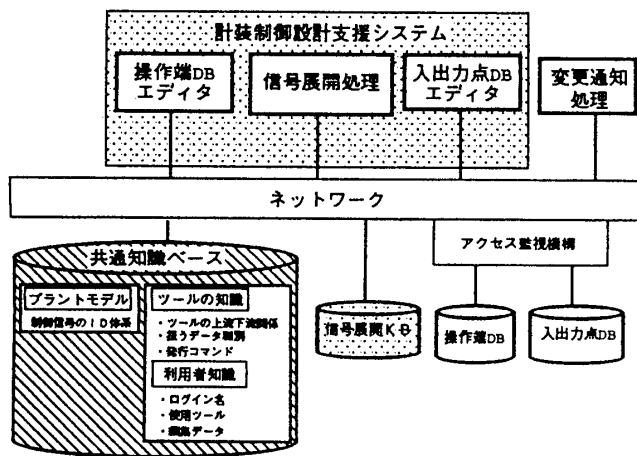 計装制御設計支援システム
操作端DB
エディタ
信号展開処理
入出力点DB
エディタ
変更通知
処理
ネットワーク
アクセス監視機構
共通知識ベース
プラントモデル
制御信号のID体系
ツールの知識
・ツールの上流下流関係
・扱うデータ種別
・発行コマンド
利用者知識
・ログイン名
・使用ツール
・編集データ
信号展開KB
操作端DB
入出力点DB